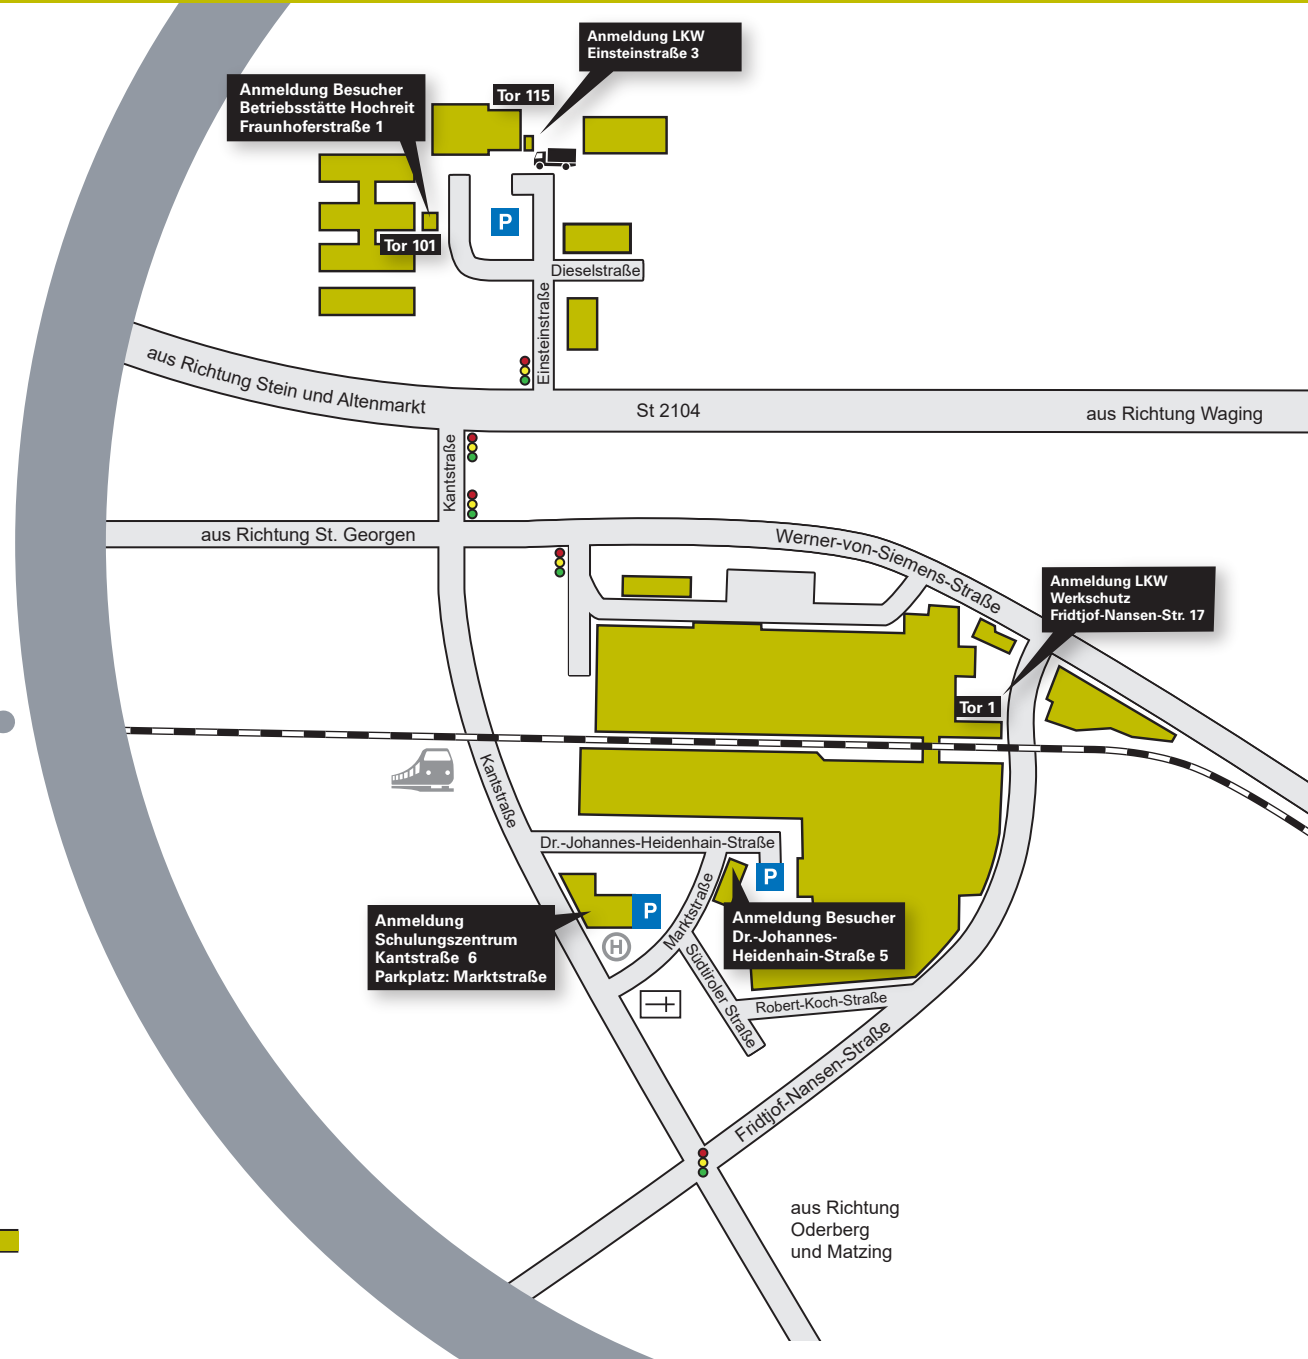 Anmeldung LKW
Einsteinstraße 3
Anmeldung Besucher
Betriebsstätte Hochreit
Fraunhoferstraße 1
Tor 115
P
Tor 101
Dieselstraße
Einsteinstraße
aus Richtung Stein und Altenmarkt
St 2104
aus Richtung Waging
Kantstraße
aus Richtung St. Georgen
Werner-von-Siemens-Straße
Anmeldung LKW
Werkschutz
Fridtjof-Nansen-Str. 17
Tor 1
Kantstraße
Dr.-Johannes-Heidenhain-Straße
P
Marktstraße
P
Anmeldung
Schulungszentrum
Kantstraße 6
Parkplatz: Marktstraße
H
Anmeldung Besucher
Dr.-Johannes-
Heidenhain-Straße 5
Südtiroler Straße
Robert-Koch-Straße
Fridtjof-Nansen-Straße
aus Richtung
Oderberg
und Matzing